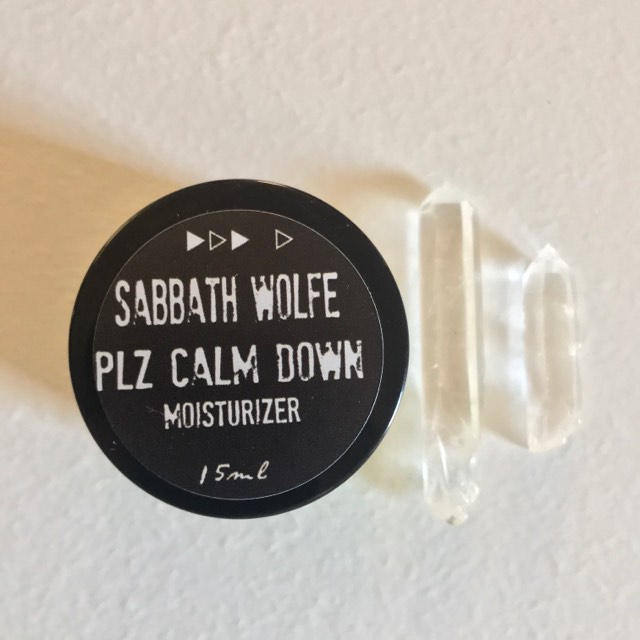 SABBATH WOLFE
PLZ CALM DOWN
MOISTURIZER
15ml